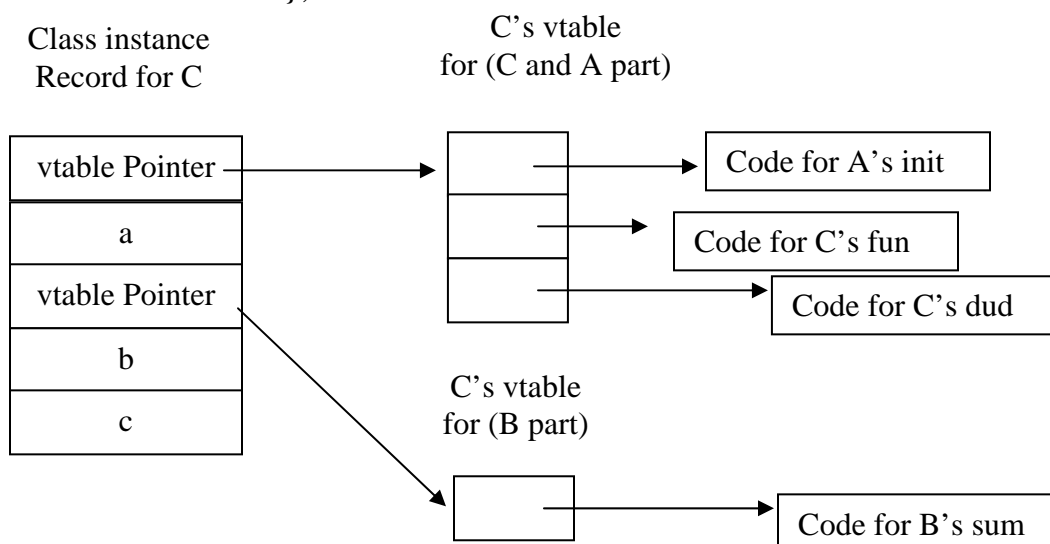 };
Class instance
Record for C
C’s vtable
for (C and A part)
vtable Pointer
a
vtable Pointer
b
c
Code for A’s init
Code for C’s fun
Code for C’s dud
C’s vtable
for (B part)
Code for B’s sum